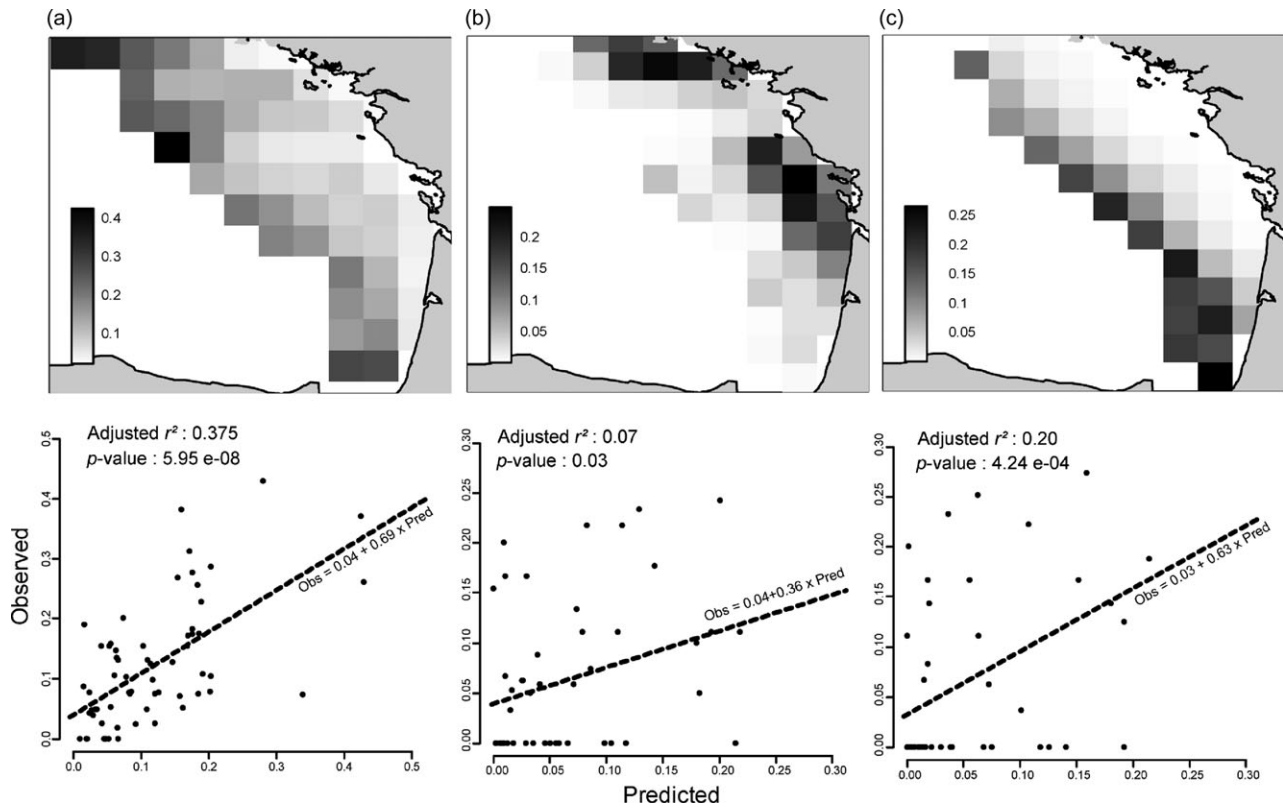 (a)
(b)
(c)
0.4
0.3
0.2
0.1
0.2
0.15
0.1
0.05
0.25
0.20
0.15
0.1
0.05
Adjusted r² : 0.375
p-value : 5.95 e-08
Adjusted r² : 0.07
p-value : 0.03
Adjusted r² : 0.20
p-value : 4.24 e-04
Observed
0.5
0.4
0.3
0.2
0.1
0.0
Obs = 0.04 + 0.69 x Pred
0.0 0.1 0.2 0.3 0.4 0.5
0.30
0.25
0.20
0.15
0.10
0.05
0.00
Obs = 0.04+0.36 x Pred
0.00 0.05 0.10 0.15 0.20 0.25 0.30
0.30
0.25
0.20
0.15
0.10
0.05
0.00
Obs = 0.03 + 0.63 x Pred
0.00 0.05 0.10 0.15 0.20 0.25 0.30
Predicted